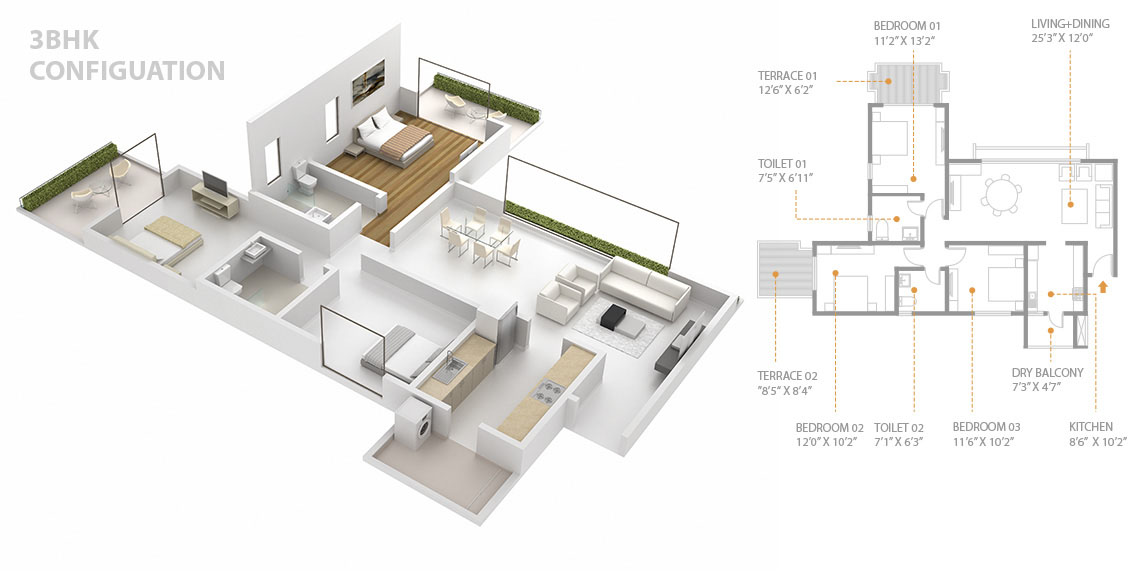 3BHK
CONFIGUATION
BEDROOM 01
11'2" X 13'2"
LIVING+DINING
25'3" X 12'0"
TERRACE 01
12'6" X 6'2"
TOILET 01
7'5" X 6'11"
TERRACE 02
"8'5" X 8'4"
DRY BALCONY
7'3" X 4'7"
BEDROOM 02
12'0" X 10'2"
TOILET 02
7'1" X 6'3"
BEDROOM 03
11'6" X 10'2"
KITCHEN
8'6" X 10'2"